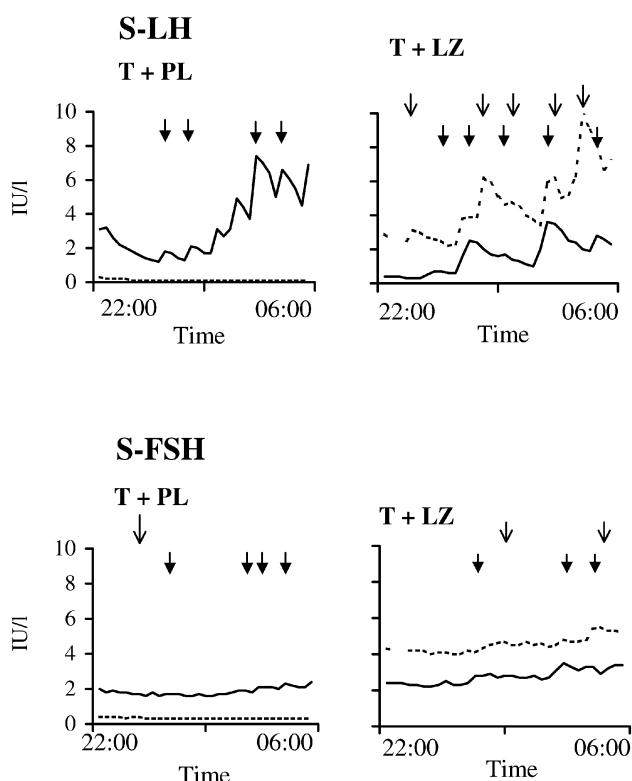 S-LH
T + PL
T + LZ
10
8
6
4
2
0
IU/l
22:00
06:00
Time
22:00
06:00
Time
S-FSH
T + PL
T + LZ
10
8
6
4
2
0
IU/l
22:00
06:00
Time
22:00
06:00
Time